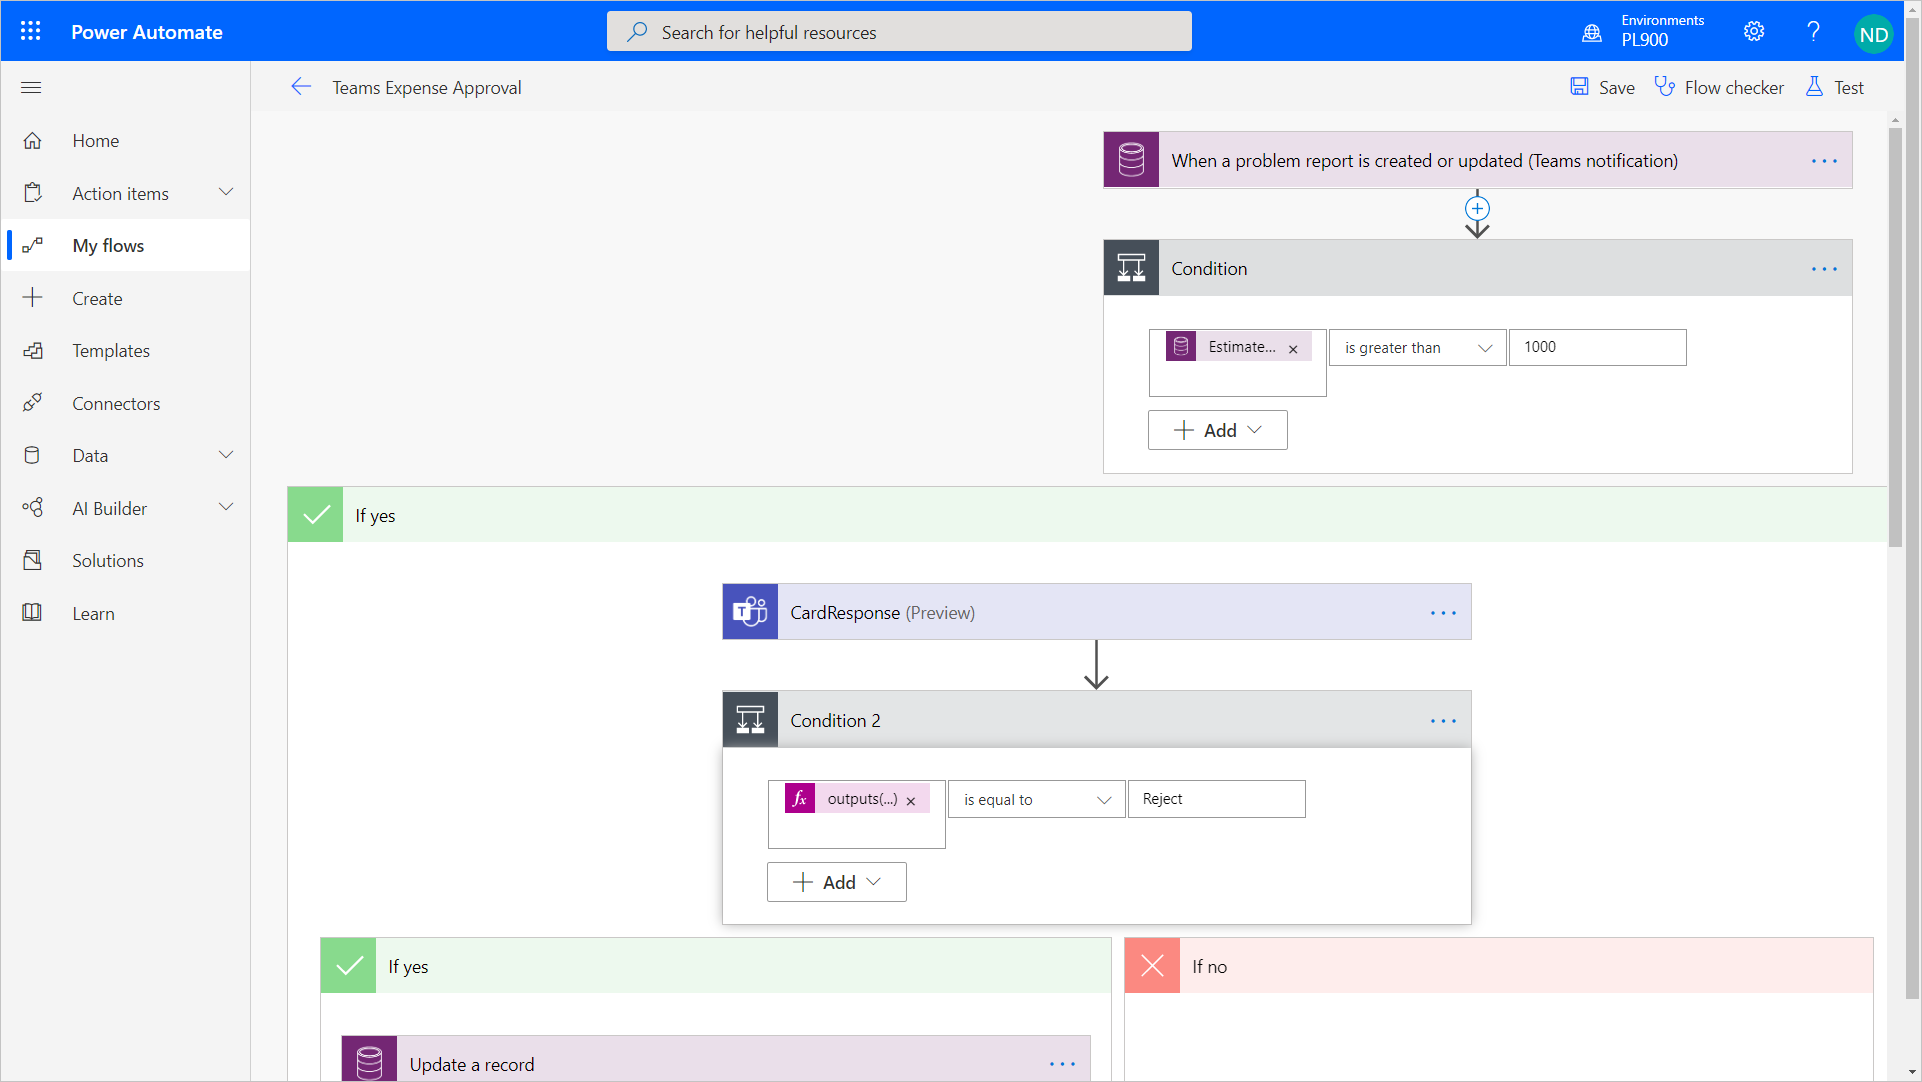 Power Automate
Search for helpful resources
Environments
PL900
?
ND
Teams Expense Approval
Save
Flow checker
Test
Home
Action items
My flows
Create
Templates
Connectors
Data
AI Builder
Solutions
Learn
When a problem report is created or updated (Teams notification)
Condition
Estimate...
is greater than
1000
Add
If yes
T
CardResponse (Preview)
Condition 2
fx
outputs(...)
is equal to
Reject
Add
If yes
If no
Update a record